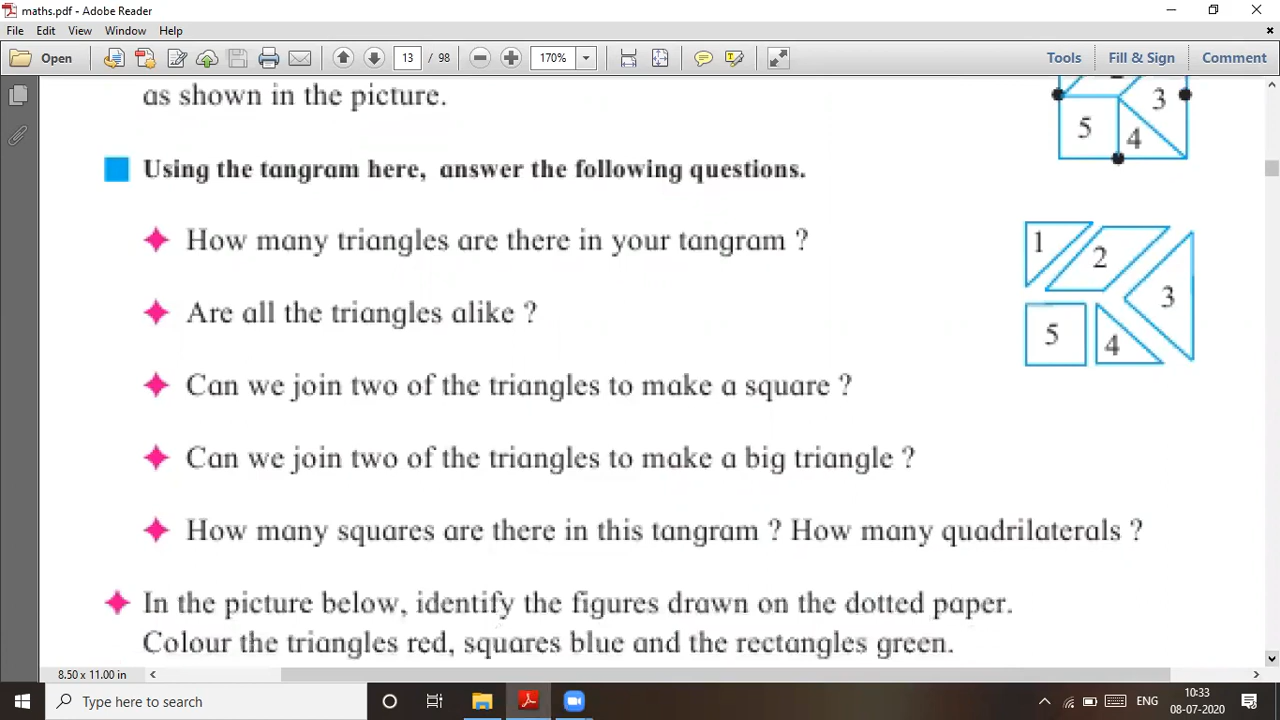 maths.pdf - Adobe Reader
File Edit View Window Help
Open 13 / 98 170% Tools Fill & Sign Comment
as shown in the picture.
3
5 4
Using the tangram here, answer the following questions.
How many triangles are there in your tangram ?
1 2 3
5 4
Are all the triangles alike ?
Can we join two of the triangles to make a square ?
Can we join two of the triangles to make a big triangle ?
How many squares are there in this tangram ? How many quadrilaterals ?
In the picture below, identify the figures drawn on the dotted paper.
Colour the triangles red, squares blue and the rectangles green.
8.50 x 11.00 in
Type here to search
ENG
10:33
08-07-2020